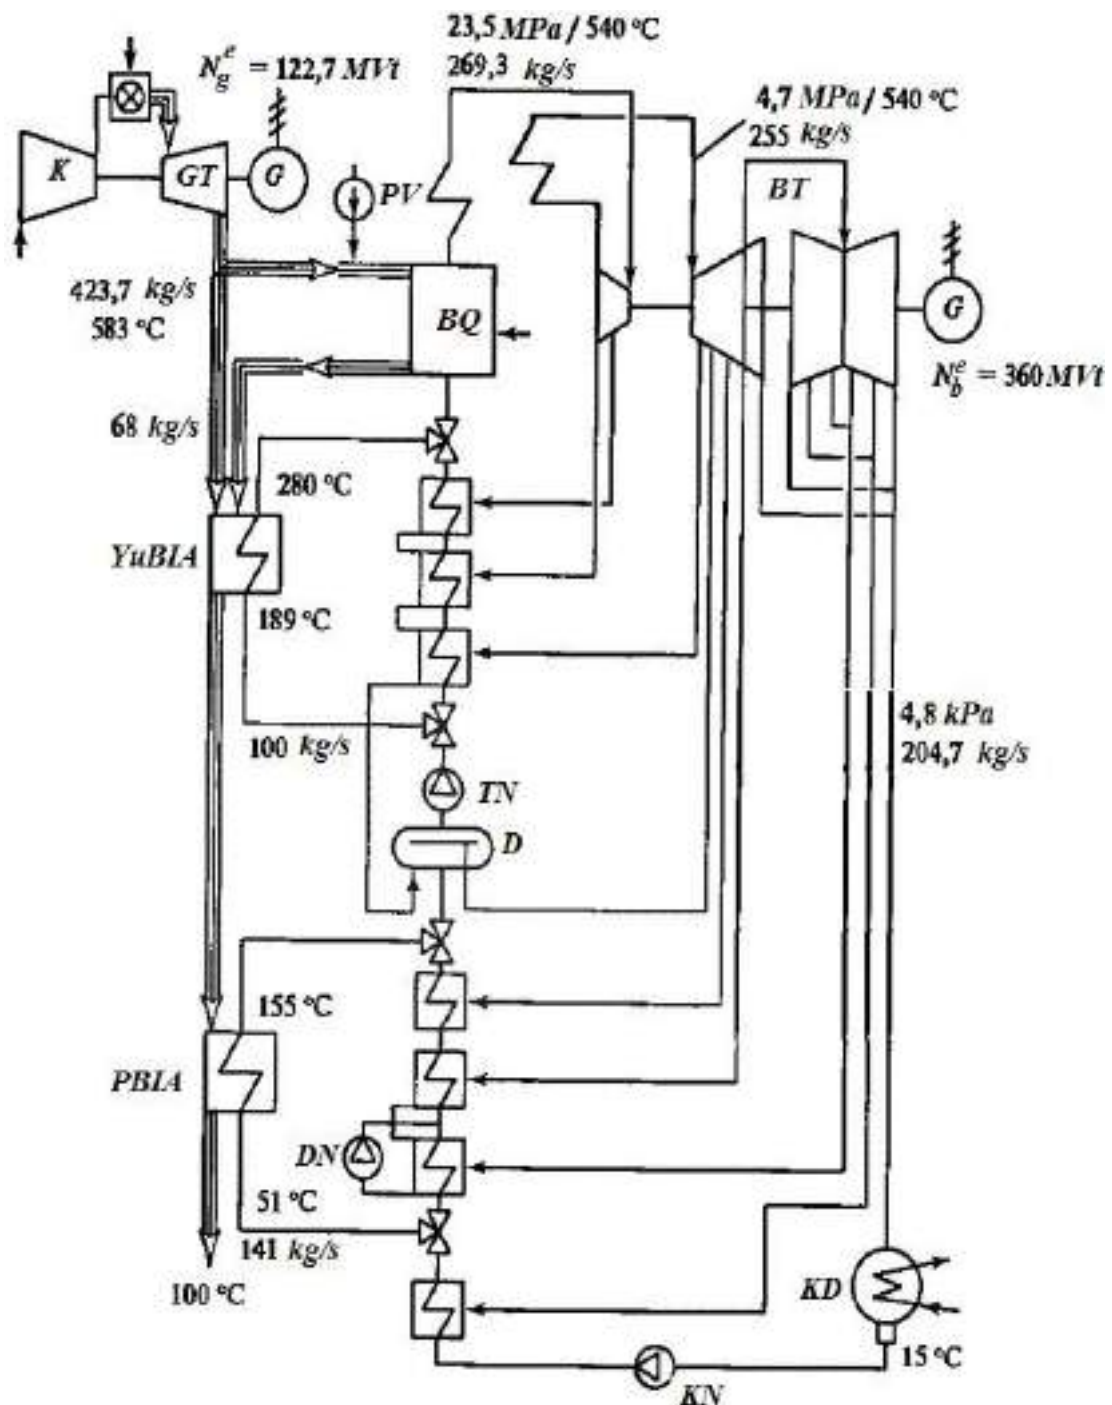 23,5 MPa / 540 °C
269,3 kg/s
N_g^e = 122,7 MVt
4,7 MPa / 540 °C
255 kg/s
K
GT
G
PV
BT
423,7 kg/s
583 °C
BQ
G
N_b^e = 360 MVt
68 kg/s
280 °C
YuBIA
189 °C
100 kg/s
4,8 kPa
204,7 kg/s
TN
D
155 °C
PBIA
DN
51 °C
141 kg/s
100 °C
KD
15 °C
KN